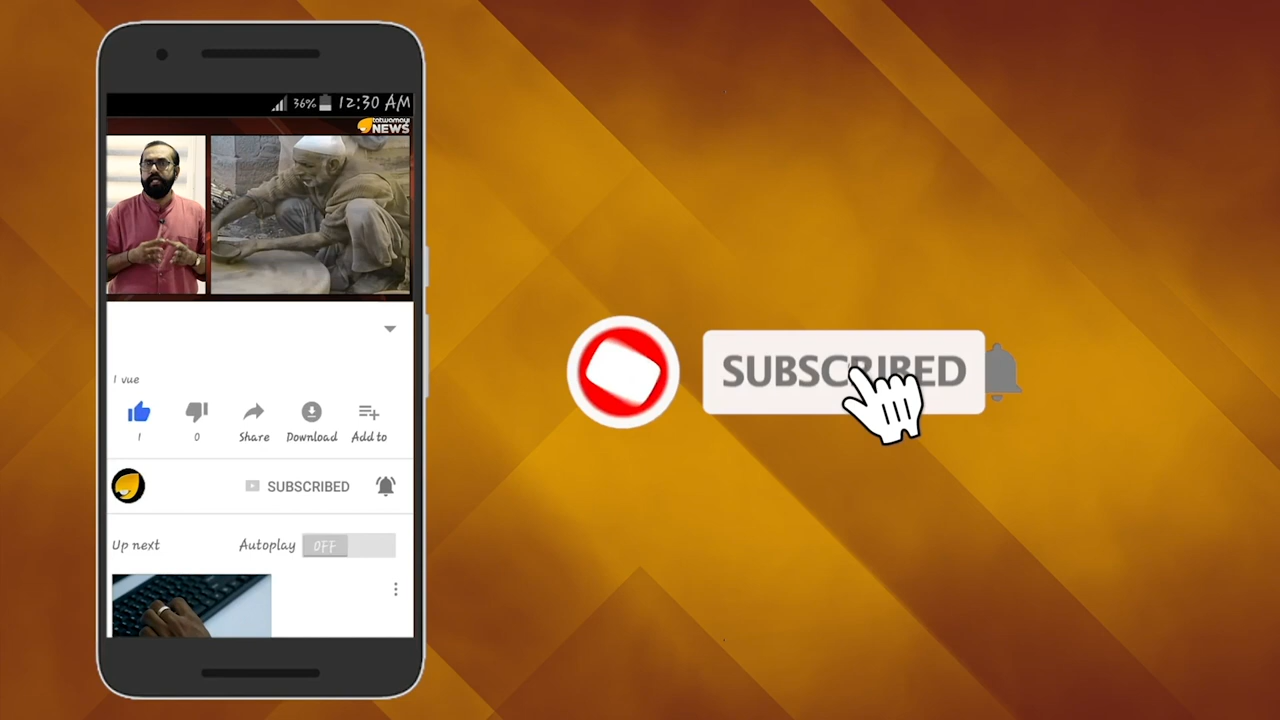 36% 12:30 AM
tatwamayi
NEWS
1 vue
1
0
Share
Download
Add to
SUBSCRIBED
Up next
Autoplay
OFF
SUBSCRIBED